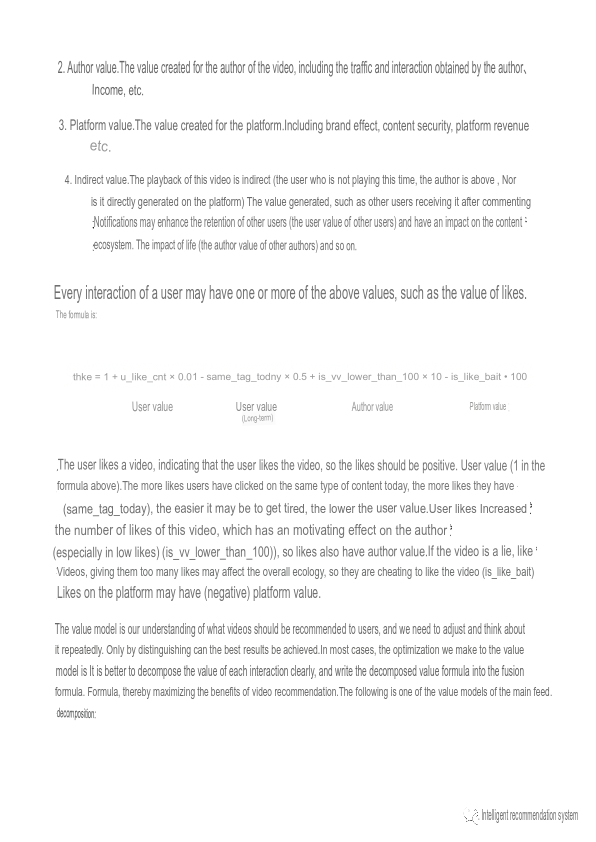 2. Author value.The value created for the author of the video, including the traffic and interaction obtained by the author,
Income, etc.
3. Platform value.The value created for the platform.Including brand effect, content security, platform revenue
etc.
4. Indirect value.The playback of this video is indirect (the user who is not playing this time, the author is above , Nor
is it directly generated on the platform) The value generated, such as other users receiving it after commenting
Notifications may enhance the retention of other users (the user value of other users) and have an impact on the content
ecosystem. The impact of life (the author value of other authors) and so on.
Every interaction of a user may have one or more of the above values, such as the value of likes.
The formula is:
thke = 1 + u_like_cnt × 0.01 - same_tag_todny × 0.5 + is_vv_lower_than_100 × 10 - is_like_bait • 100
User value User value Author value Platform value
(Long-term)
The user likes a video, indicating that the user likes the video, so the likes should be positive. User value (1 in the
formula above).The more likes users have clicked on the same type of content today, the more likes they have
(same_tag_today), the easier it may be to get tired, the lower the user value.User likes Increased
the number of likes of this video, which has an motivating effect on the author
(especially in low likes) (is_vv_lower_than_100)), so likes also have author value.If the video is a lie, like
Videos, giving them too many likes may affect the overall ecology, so they are cheating to like the video (is_like_bait)
Likes on the platform may have (negative) platform value.
The value model is our understanding of what videos should be recommended to users, and we need to adjust and think about
it repeatedly. Only by distinguishing can the best results be achieved.In most cases, the optimization we make to the value
model is It is better to decompose the value of each interaction clearly, and write the decomposed value formula into the fusion
formula. Formula, thereby maximizing the benefits of video recommendation.The following is one of the value models of the main feed.
decomposition:
Intelligent recommendation system